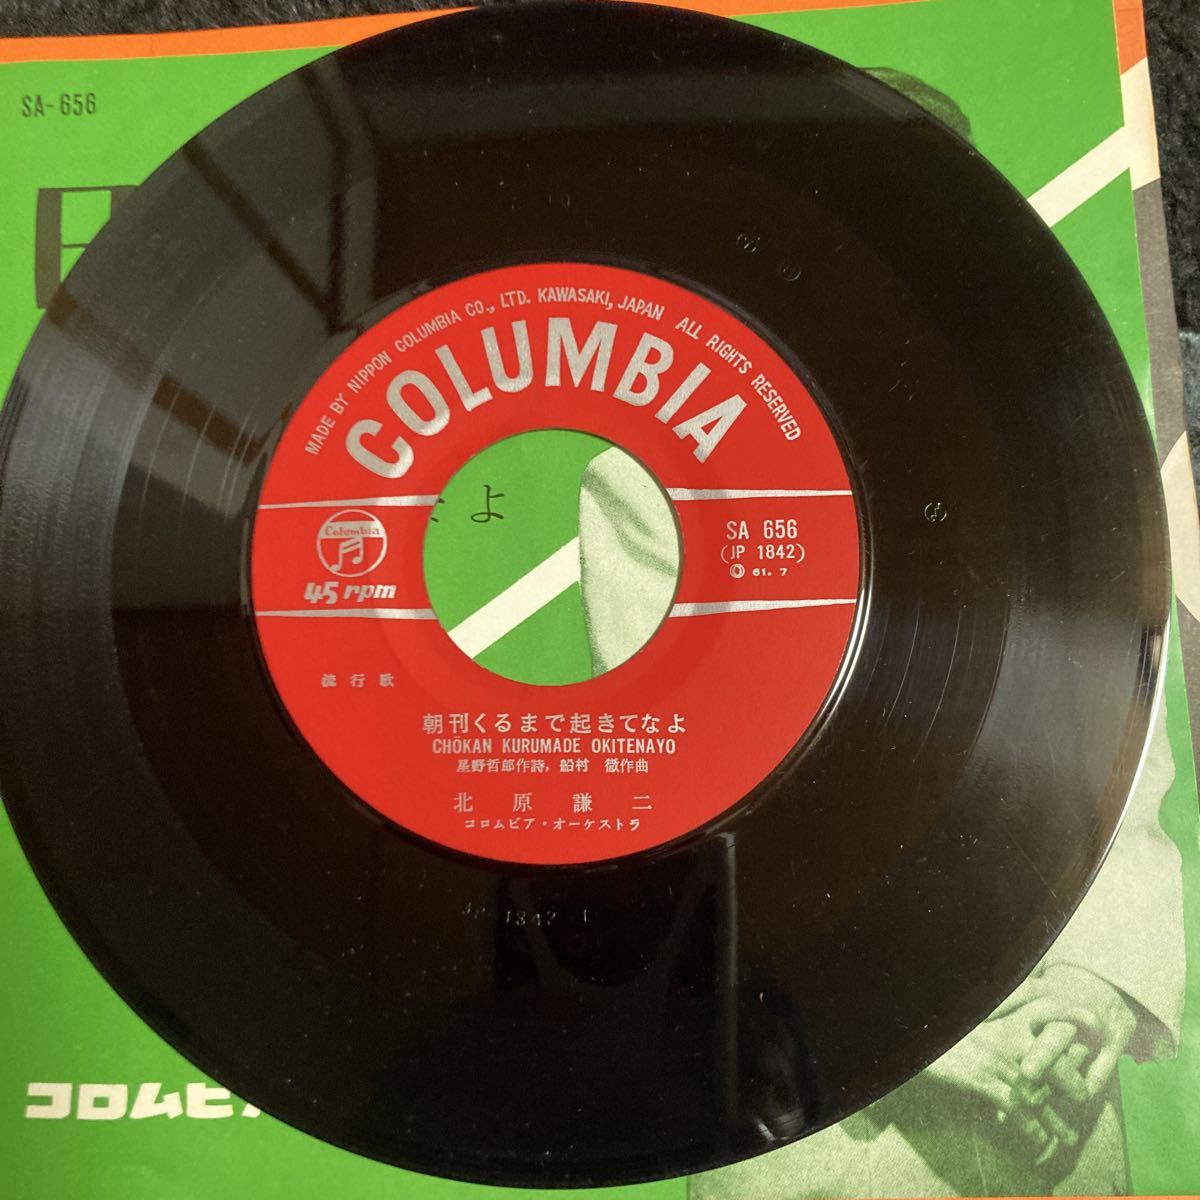 SA-656
MADE BY NIPPON COLUMBIA CO., LTD. KAWASAKI, JAPAN ALL RIGHTS RESERVED
COLUMBIA
Columbia
45 rpm
よ
SA 656
(JP 1842)
61.7
流行歌
朝刊くるまで起きてなよ
CHŌKAN KURUMADE OKITENAYO
星野哲郎作詩, 船村 徹作曲
北原謙二
コロムビア・オーケストラ
JP 1842 1
コロムビ